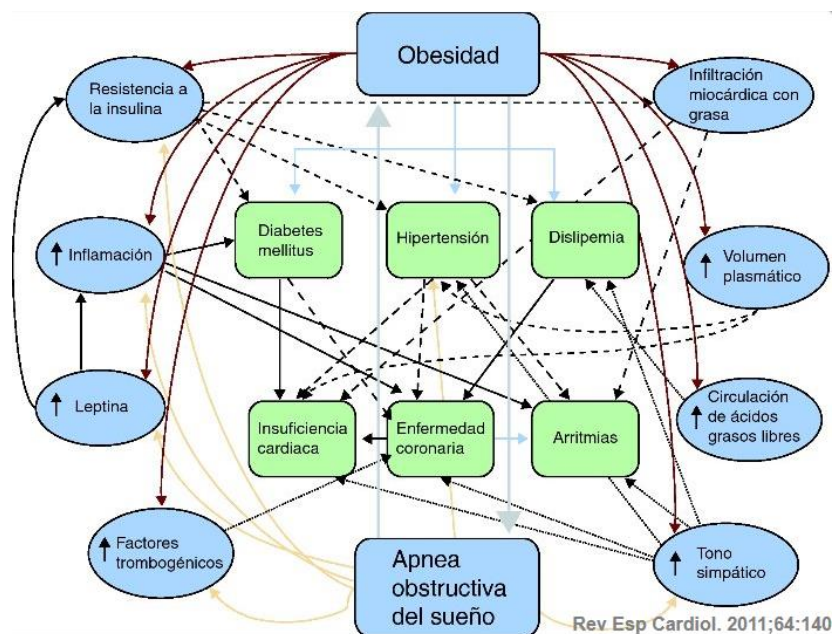 Obesidad
Resistencia a
la insulina
Infiltración
miocárdica con
grasa
Diabetes
mellitus
Hipertensión
Dislipemia
Inflamación
Volumen
plasmático
Leptina
Insuficiencia
cardiaca
Enfermedad
coronaria
Arritmias
Circulación
de ácidos
grasos libres
Factores
trombogénicos
Apnea
obstructiva
del sueño
Tono
simpático
Rev Esp Cardiol. 2011;64:140